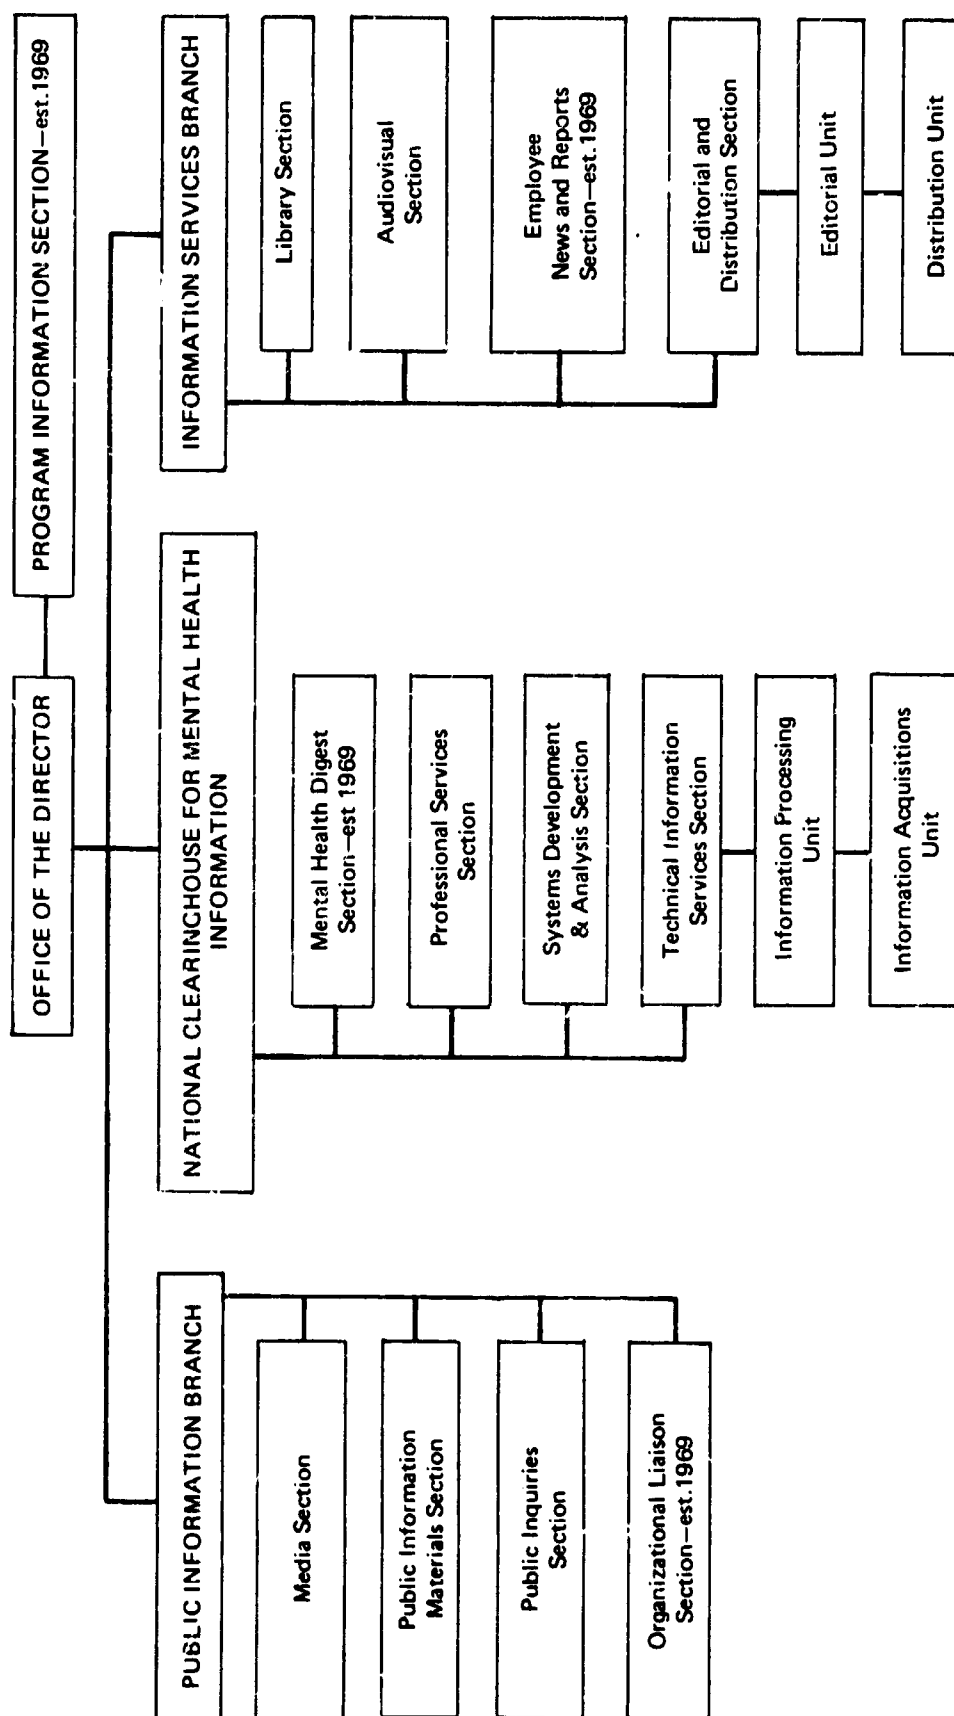 OFFICE OF THE DIRECTOR
PROGRAM INFORMATION SECTION—est.1969
PUBLIC INFORMATION BRANCH
Media Section
Public Information
Materials Section
Public Inquiries
Section
Organizational Liaison
Section—est.1969
NATIONAL CLEARINGHOUSE FOR MENTAL HEALTH
INFORMATION
Mental Health Digest
Section—est 1969
Professional Services
Section
Systems Development
& Analysis Section
Technical Information
Services Section
Information Processing
Unit
Information Acquisitions
Unit
INFORMATION SERVICES BRANCH
Library Section
Audiovisual
Section
Employee
News and Reports
Section—est.1969
Editorial and
Distribution Section
Editorial Unit
Distribution Unit